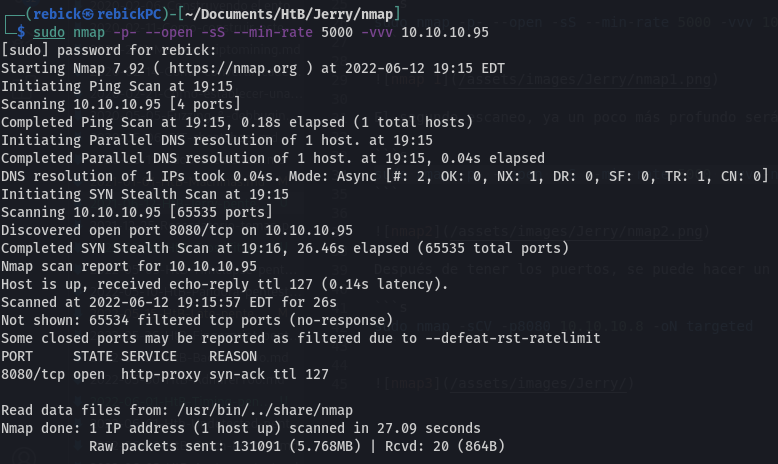 ┌──(rebick㉿rebickPC)-[~/Documents/HtB/Jerry/nmap]
└─$ sudo nmap -p- --open -sS --min-rate 5000 -vvv 10.10.10.95
[sudo] password for rebick:
Starting Nmap 7.92 ( https://nmap.org ) at 2022-06-12 19:15 EDT
Initiating Ping Scan at 19:15
Scanning 10.10.10.95 [4 ports]
Completed Ping Scan at 19:15, 0.18s elapsed (1 total hosts)
Initiating Parallel DNS resolution of 1 host. at 19:15
Completed Parallel DNS resolution of 1 host. at 19:15, 0.04s elapsed
DNS resolution of 1 IPs took 0.04s. Mode: Async [#: 2, OK: 0, NX: 1, DR: 0, SF: 0, TR: 1, CN: 0]
Initiating SYN Stealth Scan at 19:15
Scanning 10.10.10.95 [65535 ports]
Discovered open port 8080/tcp on 10.10.10.95
Completed SYN Stealth Scan at 19:16, 26.46s elapsed (65535 total ports)
Nmap scan report for 10.10.10.95
Host is up, received echo-reply ttl 127 (0.14s latency).
Scanned at 2022-06-12 19:15:57 EDT for 26s
Not shown: 65534 filtered tcp ports (no-response)
Some closed ports may be reported as filtered due to --defeat-rst-ratelimit
PORT     STATE SERVICE    REASON
8080/tcp open  http-proxy syn-ack ttl 127
Read data files from: /usr/bin/../share/nmap
Nmap done: 1 IP address (1 host up) scanned in 27.09 seconds
           Raw packets sent: 131091 (5.768MB) | Rcvd: 20 (864B)